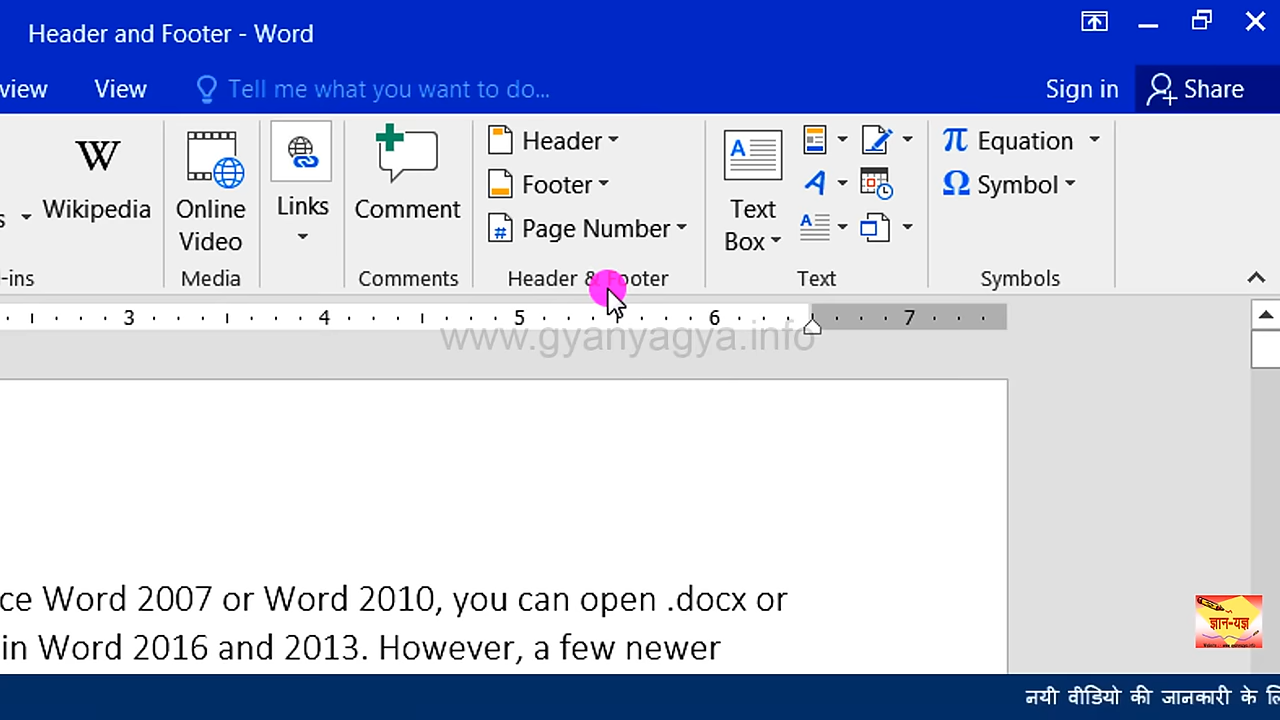 Header and Footer - Word
view View Tell me what you want to do... Sign in Share
Header
Equation
Footer
Symbol
s Wikipedia Online Video Links Comment
Page Number
Text Box
-ins Media Comments Header & Footer Text Symbols
3 4 5 6 7
www.gyanyagya.info
ce Word 2007 or Word 2010, you can open .docx or
in Word 2016 and 2013. However, a few newer
ज्ञान-यज्ञ
नयी वीडियो की जानकारी के लि